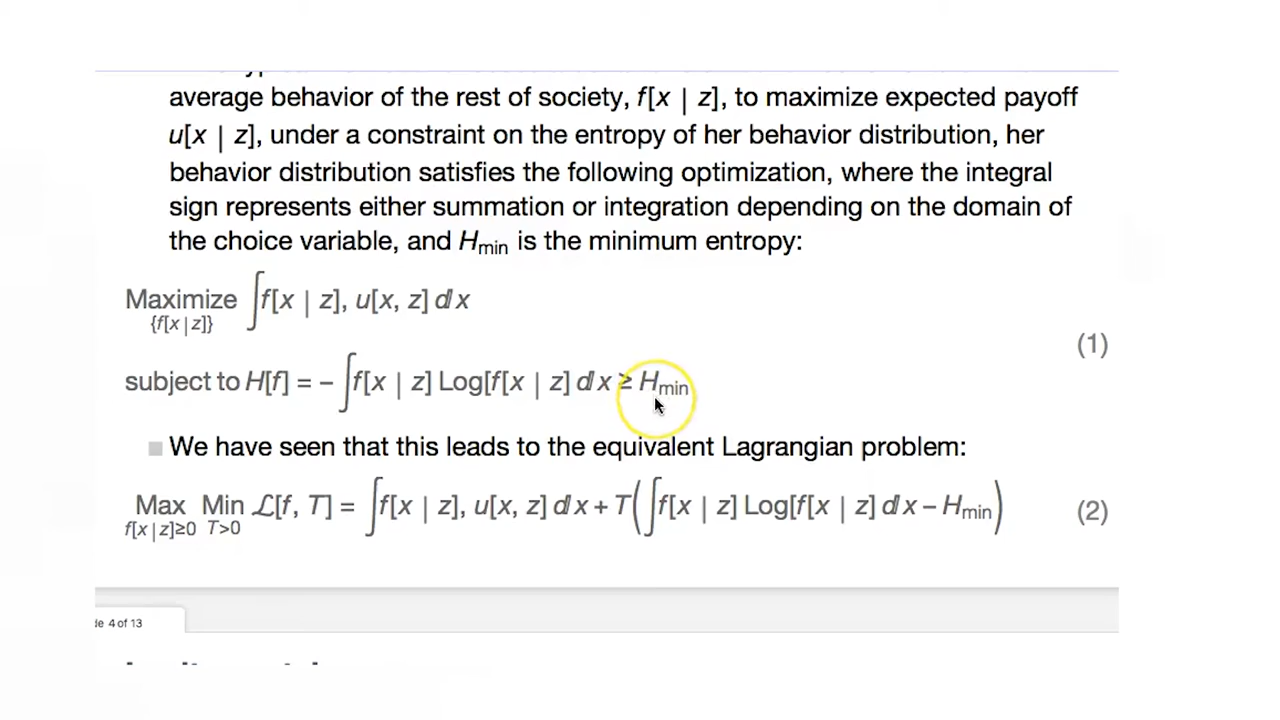 average behavior of the rest of society, f[x | z], to maximize expected payoff
u[x | z], under a constraint on the entropy of her behavior distribution, her
behavior distribution satisfies the following optimization, where the integral
sign represents either summation or integration depending on the domain of
the choice variable, and Hmin is the minimum entropy:
Maximize ∫f[x | z], u[x, z] ⅆx
{f[x | z]}
(1)
subject to H[f] = - ∫f[x | z] Log[f[x | z] ⅆx ≥ Hmin
We have seen that this leads to the equivalent Lagrangian problem:
Max Min ℒ[f, T] = ∫f[x | z], u[x, z] ⅆx + T(∫f[x | z] Log[f[x | z] ⅆx – Hmin) (2)
f[x | z]≥0 T>0
4 of 13